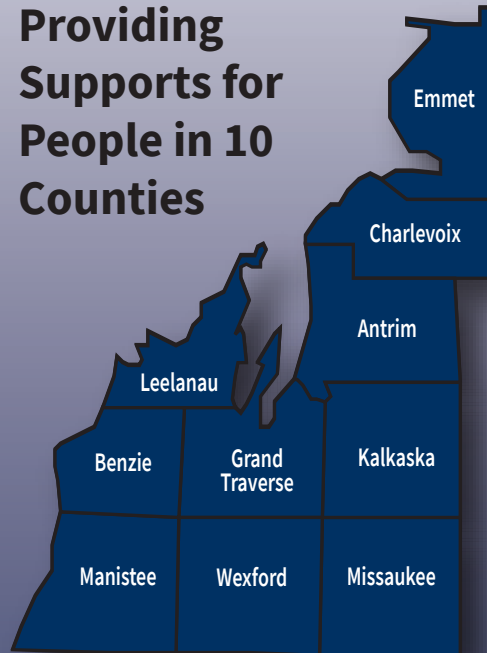 Providing
Supports for
People in 10
Counties
Emmet
Charlevoix
Antrim
Leelanau
Benzie
Grand
Traverse
Kalkaska
Manistee
Wexford
Missaukee